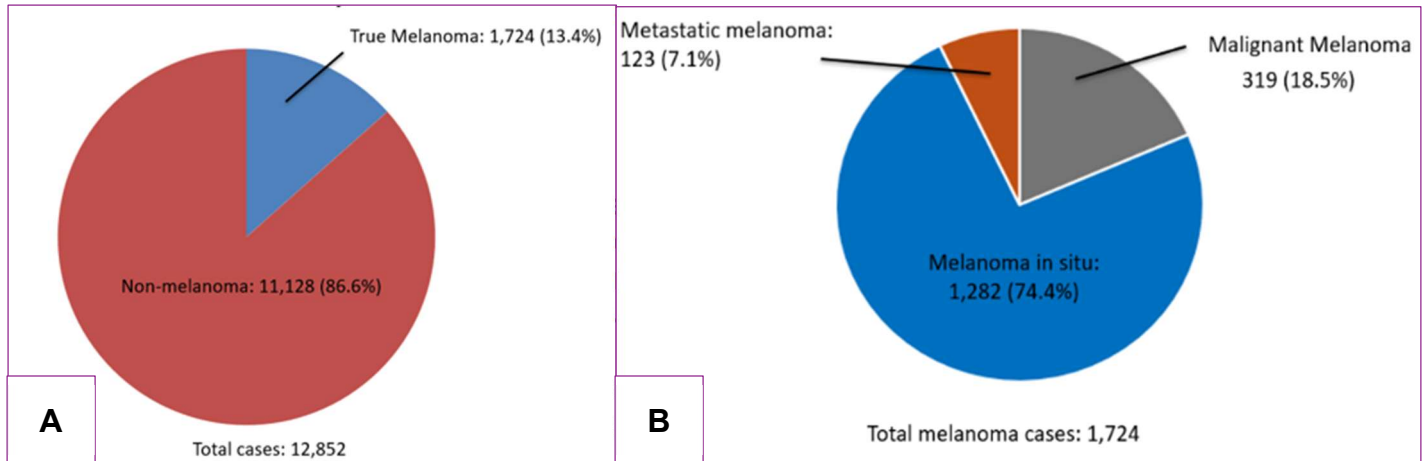 True Melanoma: 1,724 (13.4%)
Non-melanoma: 11,128 (86.6%)
A
Total cases: 12,852
Metastatic melanoma:
123 (7.1%)
Malignant Melanoma
319 (18.5%)
Melanoma in situ:
1,282 (74.4%)
B
Total melanoma cases: 1,724